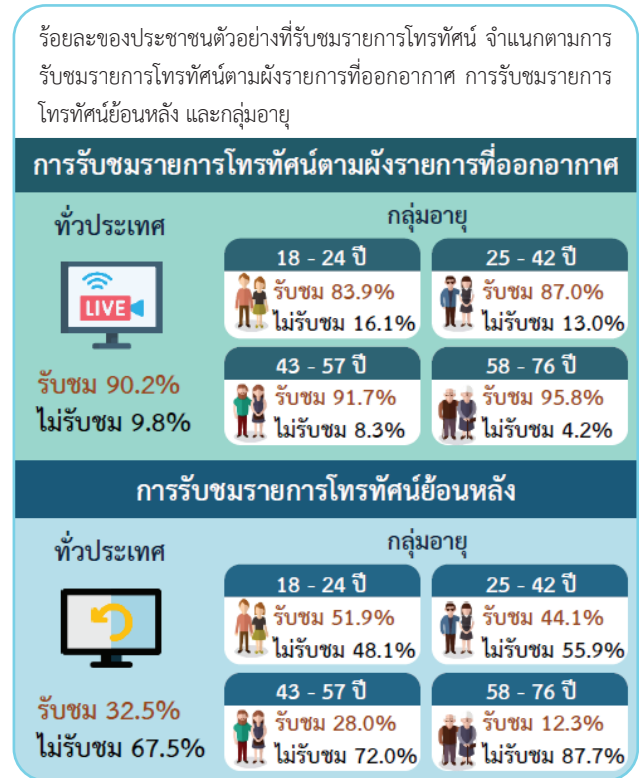 ร้อยละของประชาชนตัวอย่างที่รับชมรายการโทรทัศน์ จำแนกตามการ
รับชมรายการโทรทัศน์ตามผังรายการที่ออกอากาศ การรับชมรายการ
โทรทัศน์ย้อนหลัง และกลุ่มอายุ
การรับชมรายการโทรทัศน์ตามผังรายการที่ออกอากาศ
ทั่วประเทศ
LIVE
รับชม 90.2%
ไม่รับชม 9.8%
กลุ่มอายุ
18 - 24 ปี
รับชม 83.9%
ไม่รับชม 16.1%
25 - 42 ปี
รับชม 87.0%
ไม่รับชม 13.0%
43 - 57 ปี
รับชม 91.7%
ไม่รับชม 8.3%
58 - 76 ปี
รับชม 95.8%
ไม่รับชม 4.2%
การรับชมรายการโทรทัศน์ย้อนหลัง
ทั่วประเทศ
รับชม 32.5%
ไม่รับชม 67.5%
กลุ่มอายุ
18 - 24 ปี
รับชม 51.9%
ไม่รับชม 48.1%
25 - 42 ปี
รับชม 44.1%
ไม่รับชม 55.9%
43 - 57 ปี
รับชม 28.0%
ไม่รับชม 72.0%
58 - 76 ปี
รับชม 12.3%
ไม่รับชม 87.7%